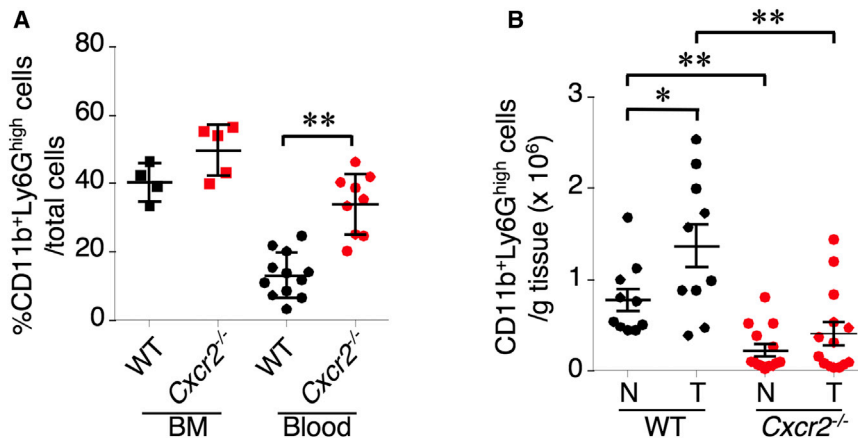 A
%CD11b⁺Ly6Gʰⁱᵍʰ cells
/total cells
80
60
40
20
0
**
WT
Cxcr2⁻/⁻
WT
Cxcr2⁻/⁻
BM
Blood
B
CD11b⁺Ly6Gʰⁱᵍʰ cells
/g tissue (x 10⁶)
3
2
1
0
**
**
*
N
T
N
T
WT
Cxcr2⁻/⁻